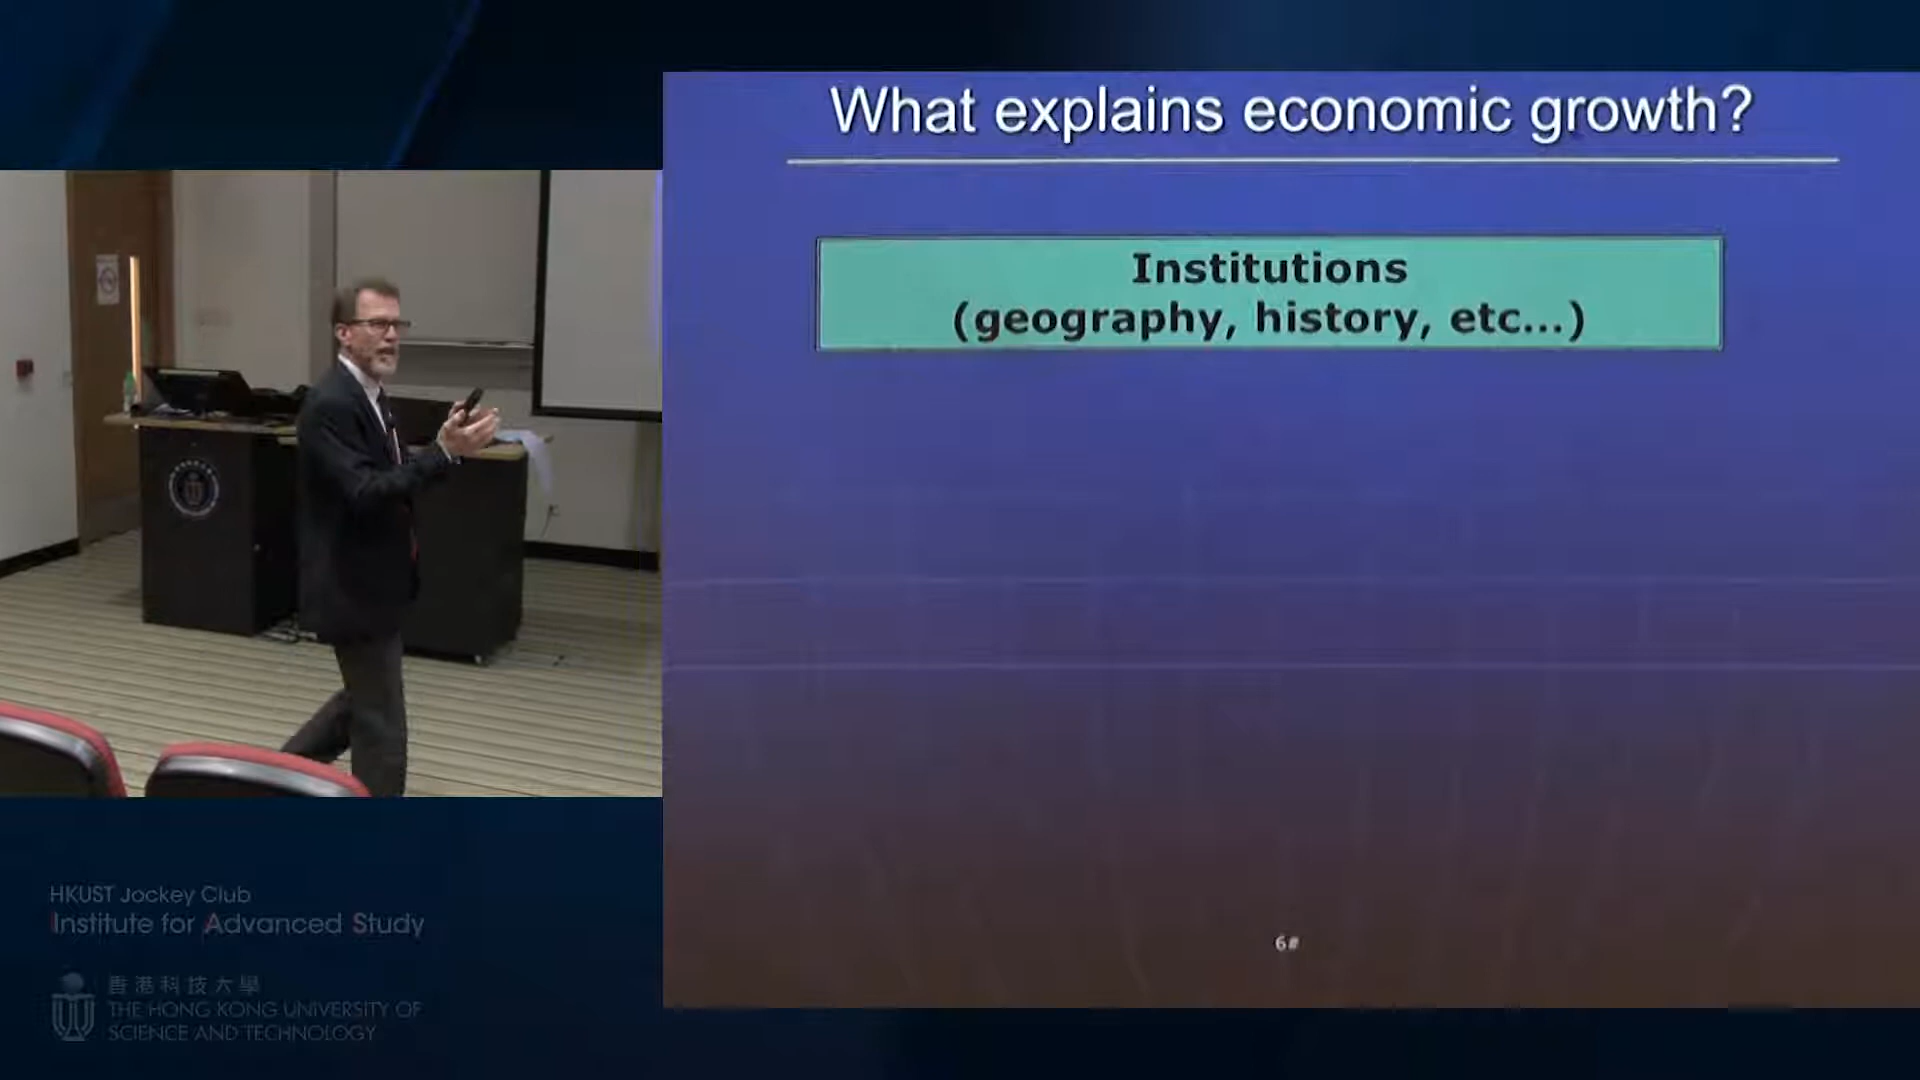 What explains economic growth?
Institutions
(geography, history, etc...)
6#
HKUST Jockey Club
Institute for Advanced Study
香港科技大學
THE HONG KONG UNIVERSITY OF
SCIENCE AND TECHNOLOGY